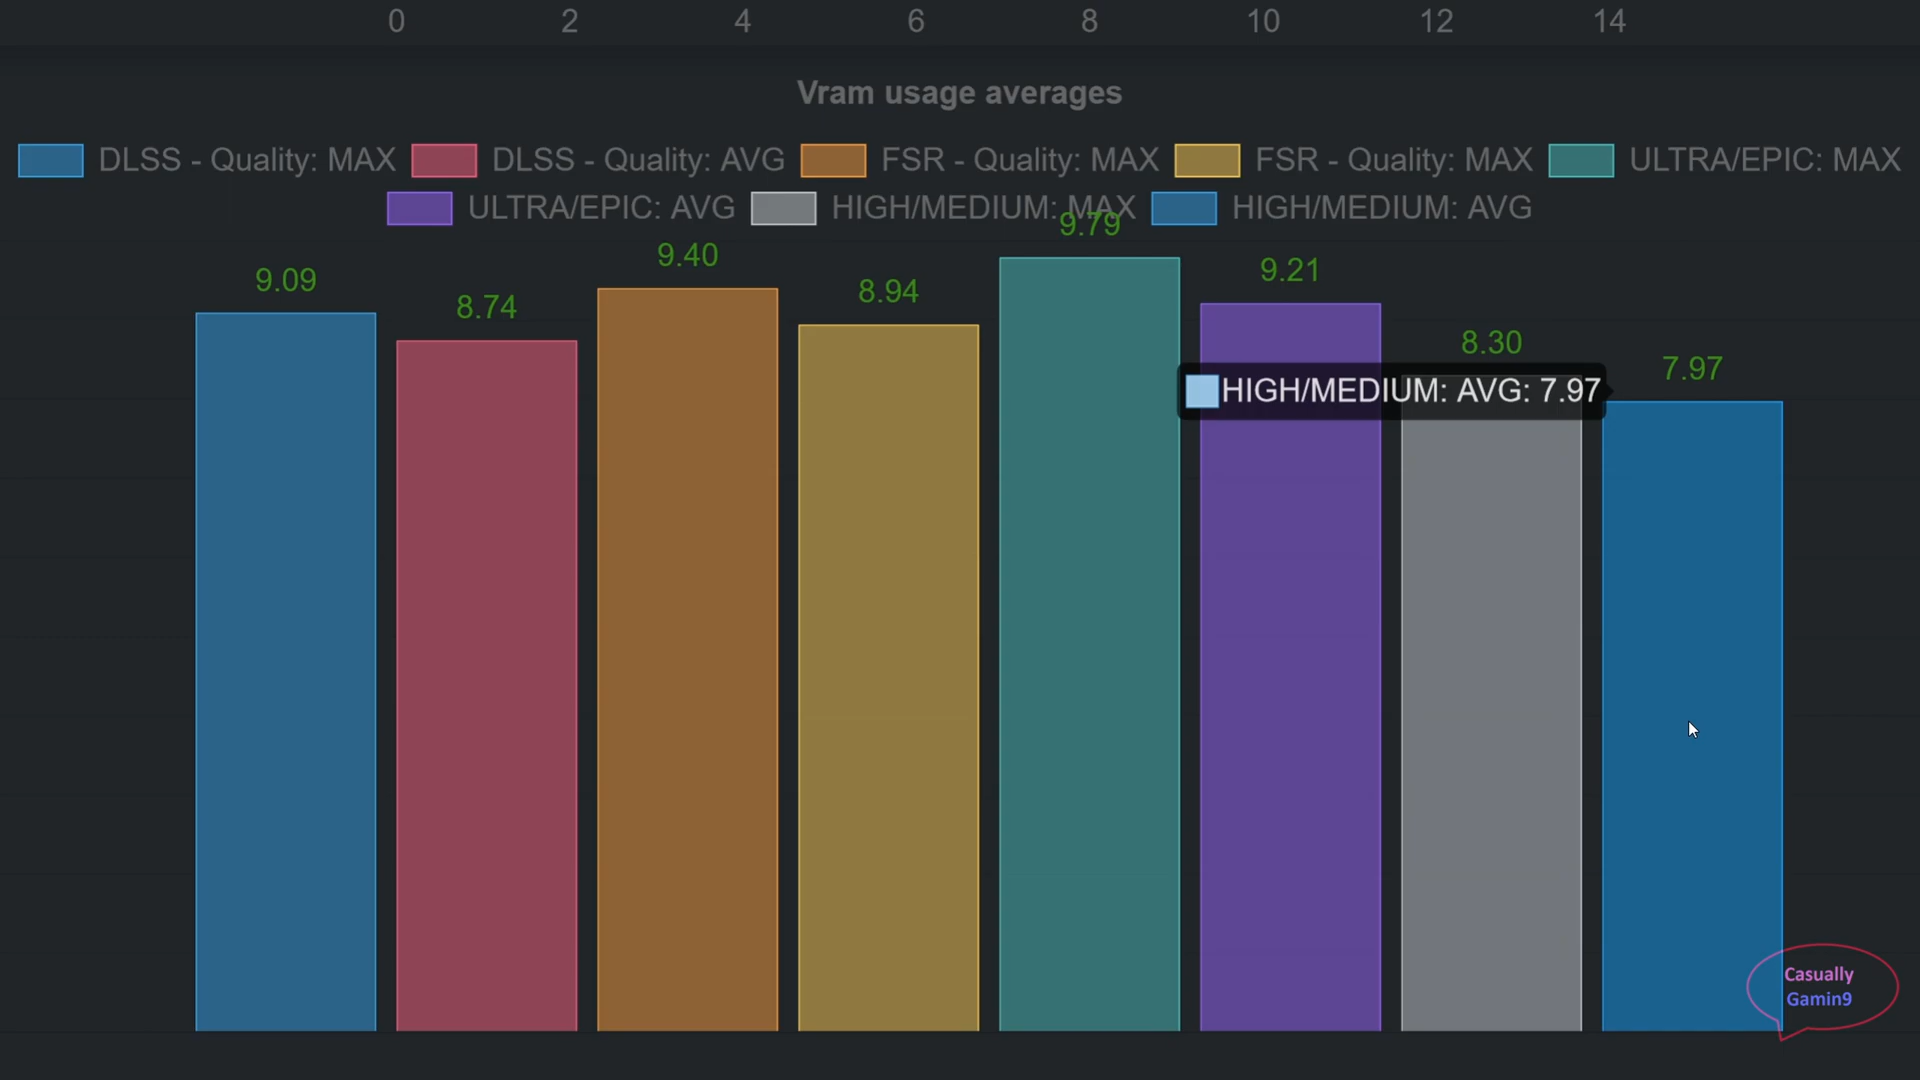 0 2 4 6 8 10 12 14
Vram usage averages
DLSS - Quality: MAX DLSS - Quality: AVG FSR - Quality: MAX FSR - Quality: MAX ULTRA/EPIC: MAX
ULTRA/EPIC: AVG HIGH/MEDIUM: MAX HIGH/MEDIUM: AVG
9.09 8.74 9.40 8.94 9.79 9.21 8.30 7.97
HIGH/MEDIUM: AVG: 7.97
Casually
Gamin9